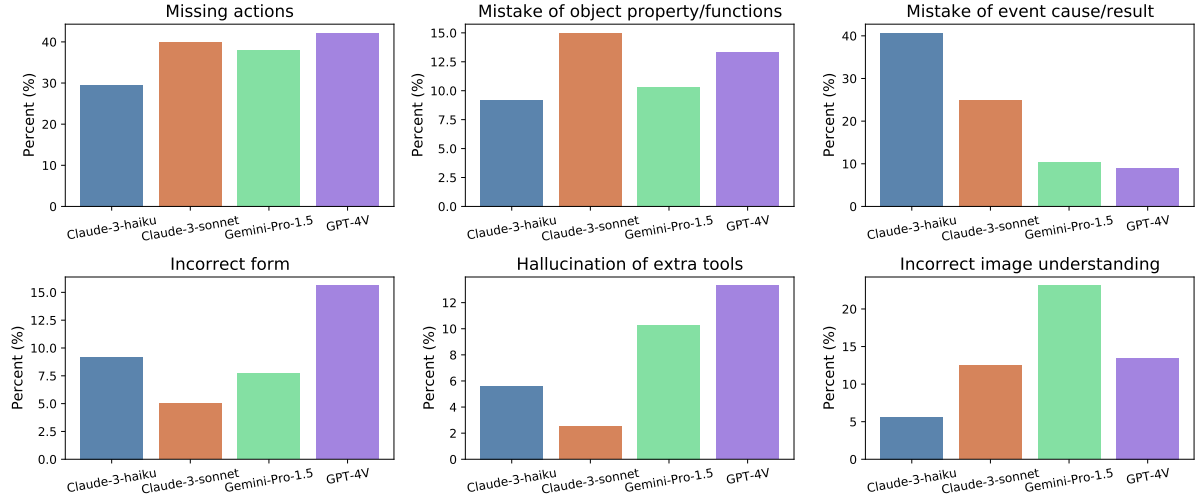 Missing actions
Percent (%)
40
30
20
10
0
Claude-3-haiku
Claude-3-sonnet
Gemini-Pro-1.5
GPT-4V
Mistake of object property/functions
Percent (%)
15.0
12.5
10.0
7.5
5.0
2.5
0.0
Claude-3-haiku
Claude-3-sonnet
Gemini-Pro-1.5
GPT-4V
Mistake of event cause/result
Percent (%)
40
30
20
10
0
Claude-3-haiku
Claude-3-sonnet
Gemini-Pro-1.5
GPT-4V
Incorrect form
Percent (%)
15.0
12.5
10.0
7.5
5.0
2.5
0.0
Claude-3-haiku
Claude-3-sonnet
Gemini-Pro-1.5
GPT-4V
Hallucination of extra tools
Percent (%)
12
10
8
6
4
2
0
Claude-3-haiku
Claude-3-sonnet
Gemini-Pro-1.5
GPT-4V
Incorrect image understanding
Percent (%)
20
15
10
5
0
Claude-3-haiku
Claude-3-sonnet
Gemini-Pro-1.5
GPT-4V